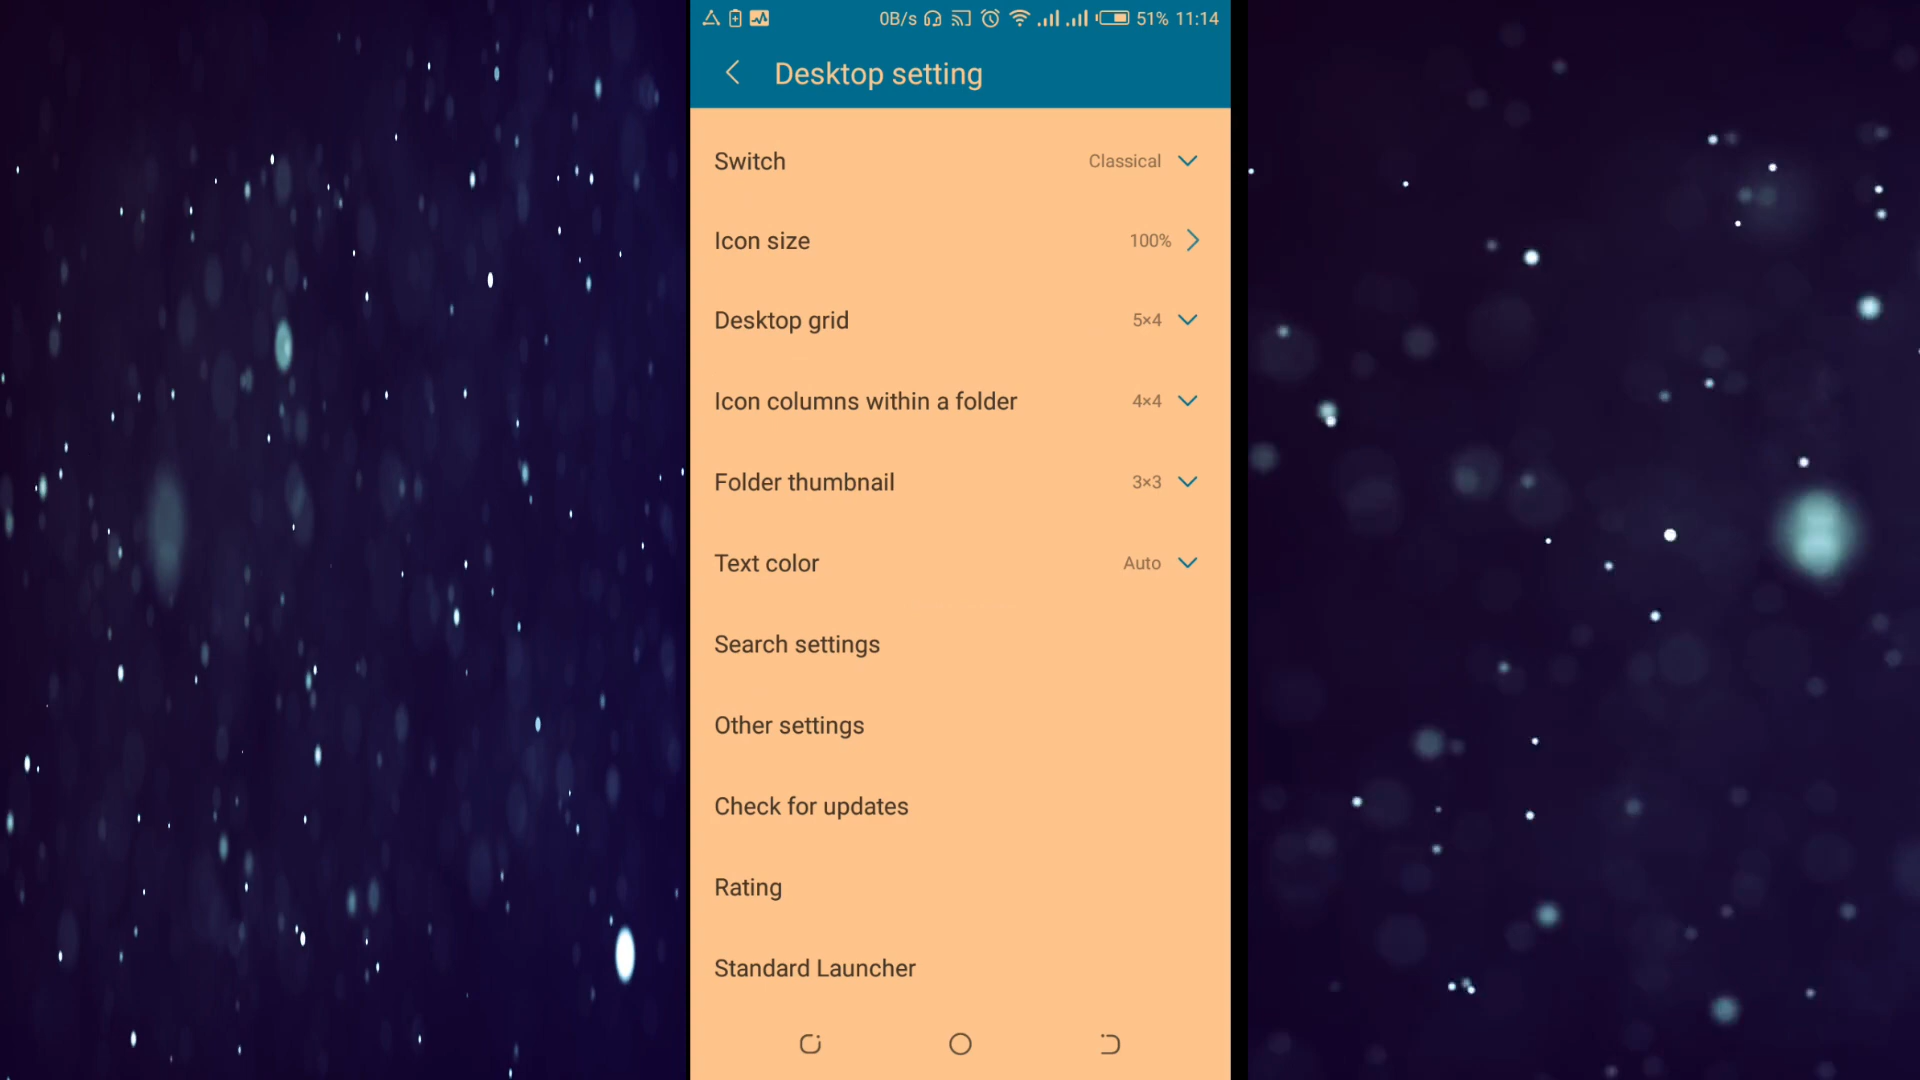 0B/s 51% 11:14
Desktop setting
Switch Classical
Icon size 100%
Desktop grid 5×4
Icon columns within a folder 4×4
Folder thumbnail 3×3
Text color Auto
Search settings
Other settings
Check for updates
Rating
Standard Launcher